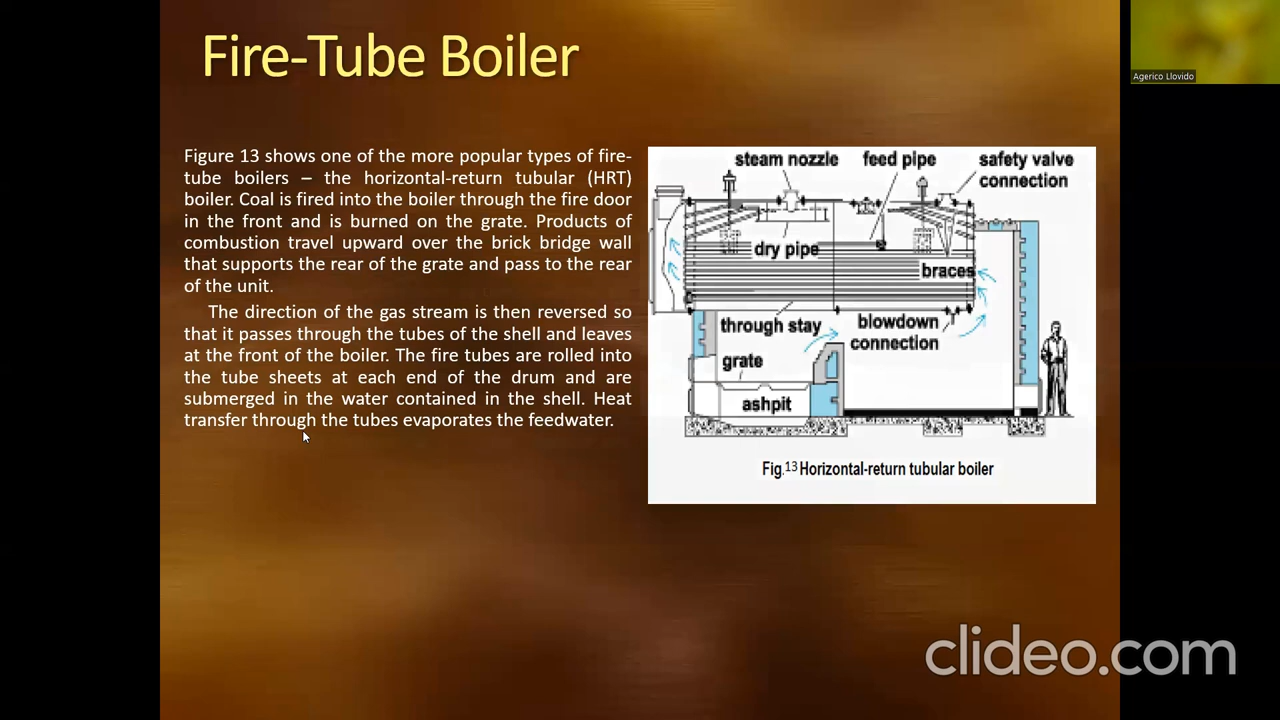 Fire-Tube Boiler
Agerico Llovido
Figure 13 shows one of the more popular types of fire-
tube boilers – the horizontal-return tubular (HRT)
boiler. Coal is fired into the boiler through the fire door
in the front and is burned on the grate. Products of
combustion travel upward over the brick bridge wall
that supports the rear of the grate and pass to the rear
of the unit.
The direction of the gas stream is then reversed so
that it passes through the tubes of the shell and leaves
at the front of the boiler. The fire tubes are rolled into
the tube sheets at each end of the drum and are
submerged in the water contained in the shell. Heat
transfer through the tubes evaporates the feedwater.
steam nozzle
feed pipe
safety valve
connection
dry pipe
braces
through stay
blowdown
connection
grate
ashpit
Fig.13 Horizontal-return tubular boiler
clideo.com